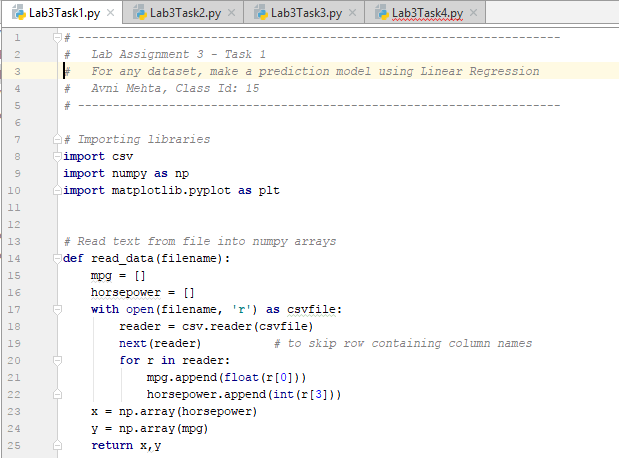 Lab3Task1.py Lab3Task2.py Lab3Task3.py Lab3Task4.py
1 # ---------------------------------------------------------------------
2 #   Lab Assignment 3 - Task 1
3 #   For any dataset, make a prediction model using Linear Regression
4 #   Avni Mehta, Class Id: 15
5 # ---------------------------------------------------------------------
6
7 # Importing libraries
8 import csv
9 import numpy as np
10 import matplotlib.pyplot as plt
11
12
13 # Read text from file into numpy arrays
14 def read_data(filename):
15     mpg = []
16     horsepower = []
17     with open(filename, 'r') as csvfile:
18         reader = csv.reader(csvfile)
19         next(reader)          # to skip row containing column names
20         for r in reader:
21             mpg.append(float(r[0]))
22             horsepower.append(int(r[3]))
23     x = np.array(horsepower)
24     y = np.array(mpg)
25     return x,y